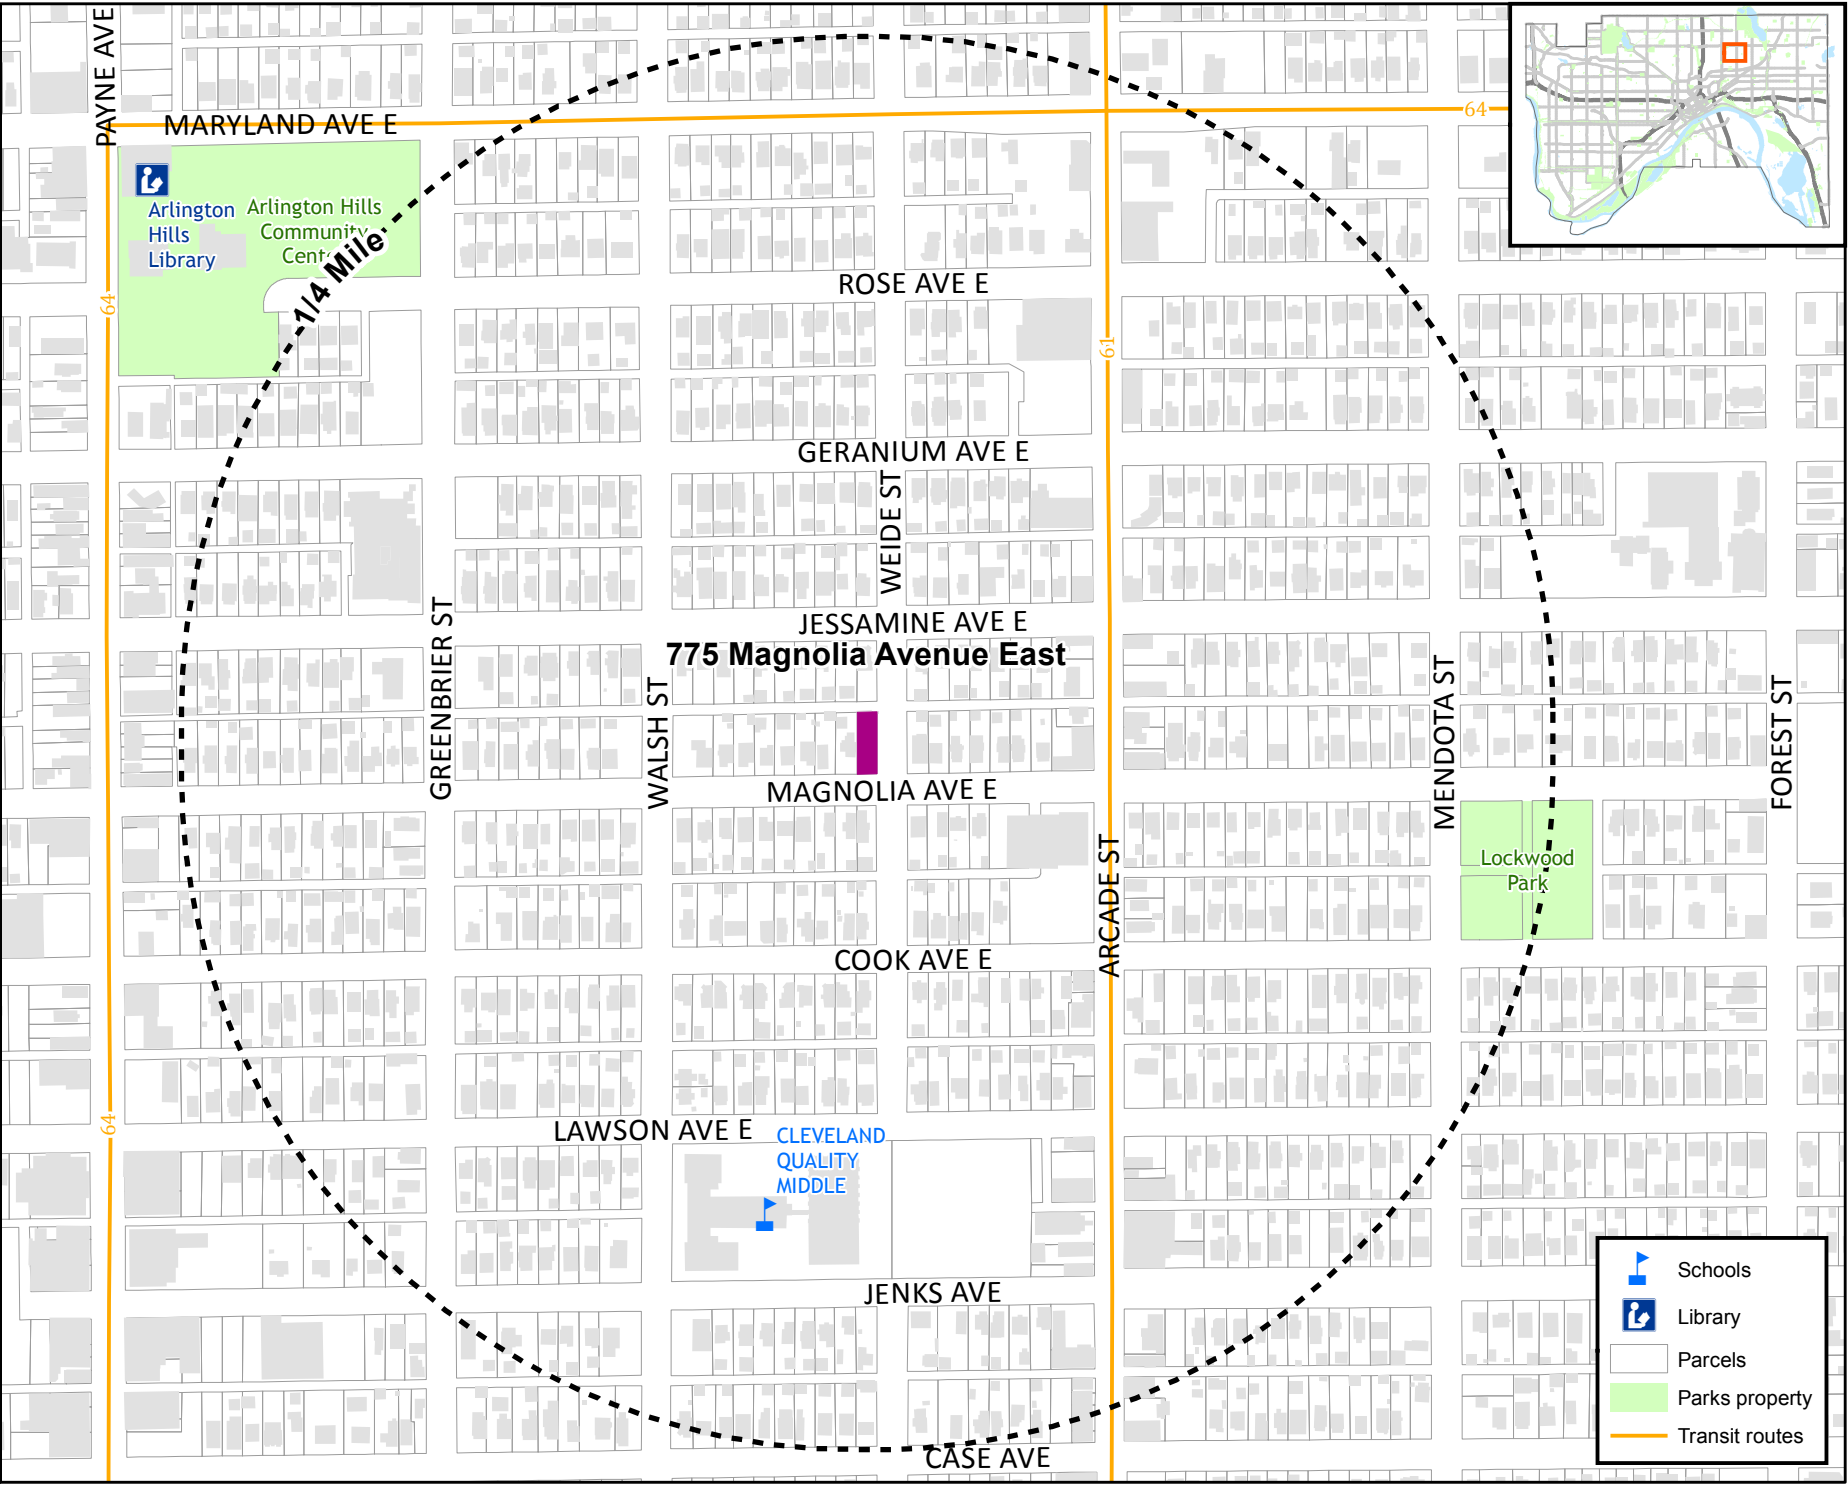 PAYNE AVE
MARYLAND AVE E
64
Arlington
Hills
Library
Arlington Hills
Community
Cent
1/4 Mile
64
ROSE AVE E
61
GERANIUM AVE E
WEIDE ST
JESSAMINE AVE E
775 Magnolia Avenue East
GREENBRIER ST
WALSH ST
MENDOTA ST
FOREST ST
MAGNOLIA AVE E
ARCADE ST
Lockwood
Park
COOK AVE E
64
LAWSON AVE E
CLEVELAND
QUALITY
MIDDLE
JENKS AVE
CASE AVE
Schools
Library
Parcels
Parks property
Transit routes